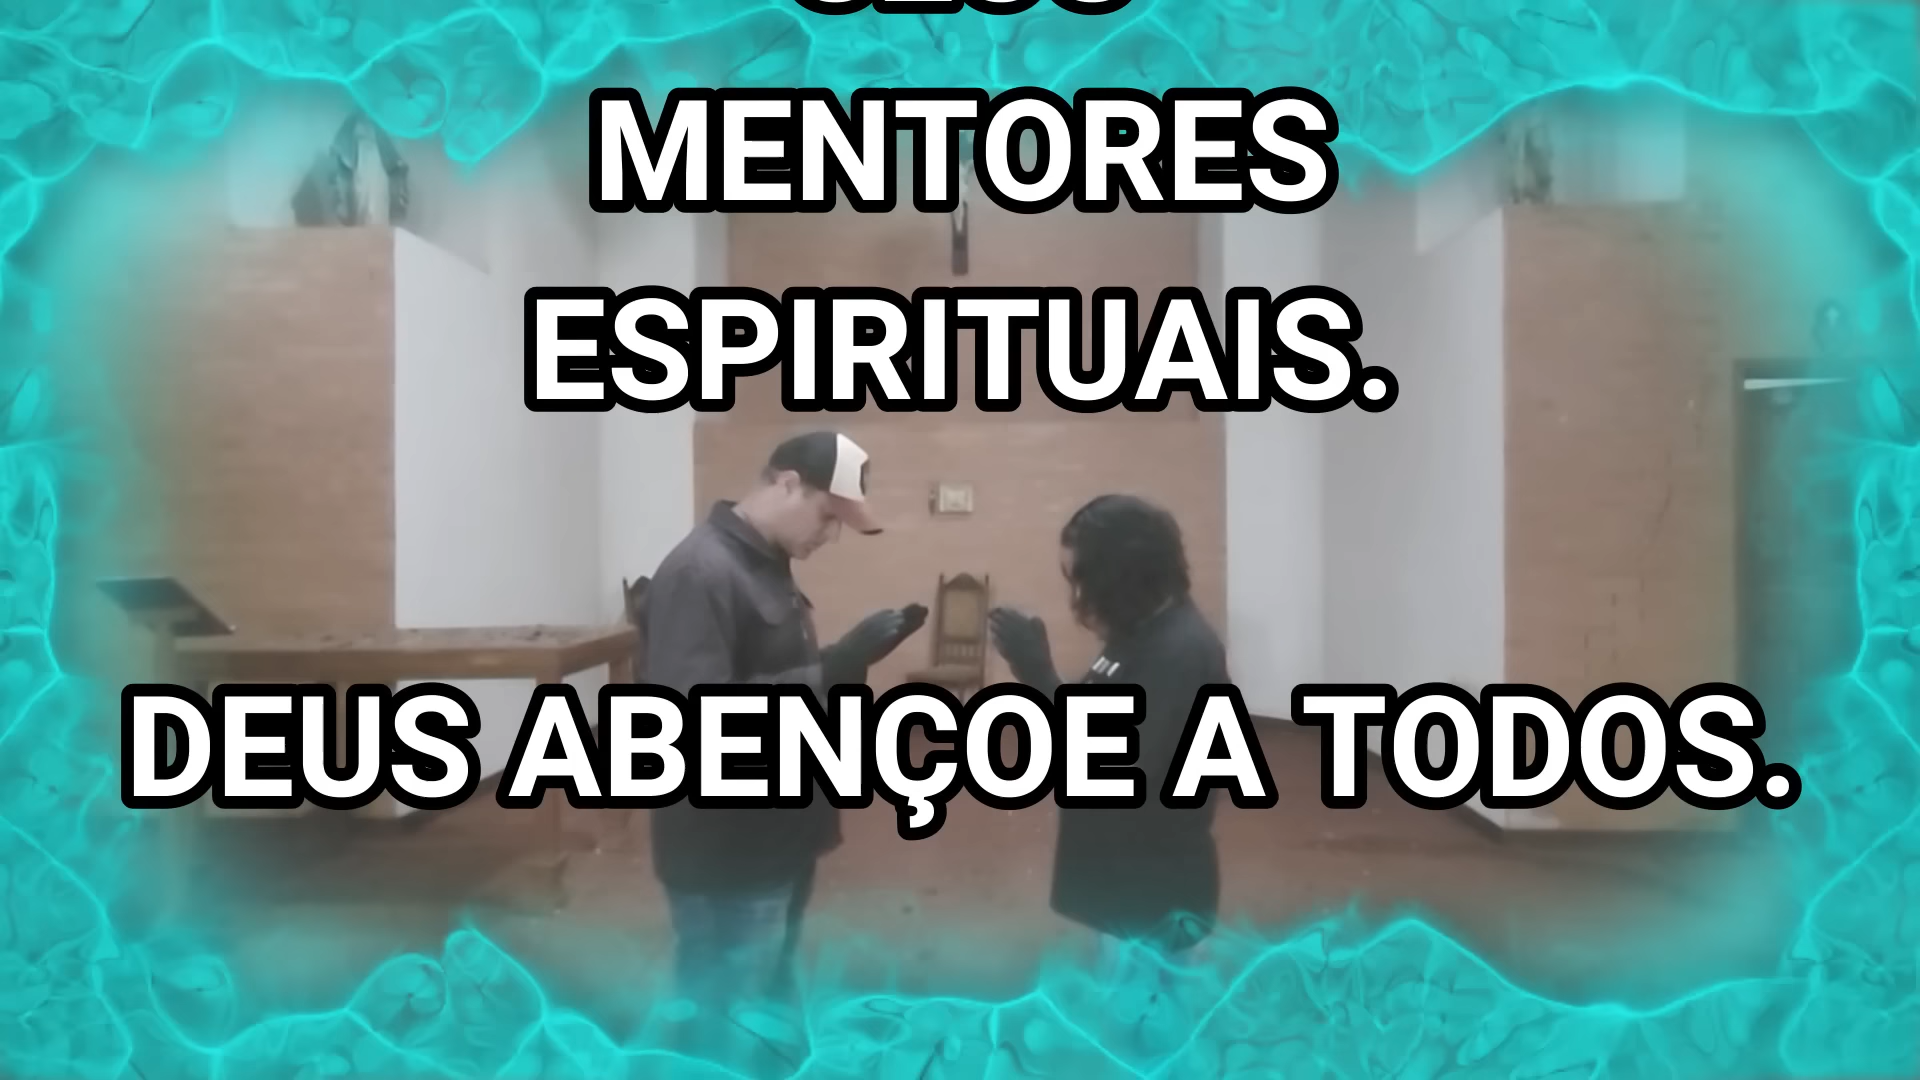 MENTORES
ESPIRITUAIS.
DEUS ABENÇOE A TODOS.